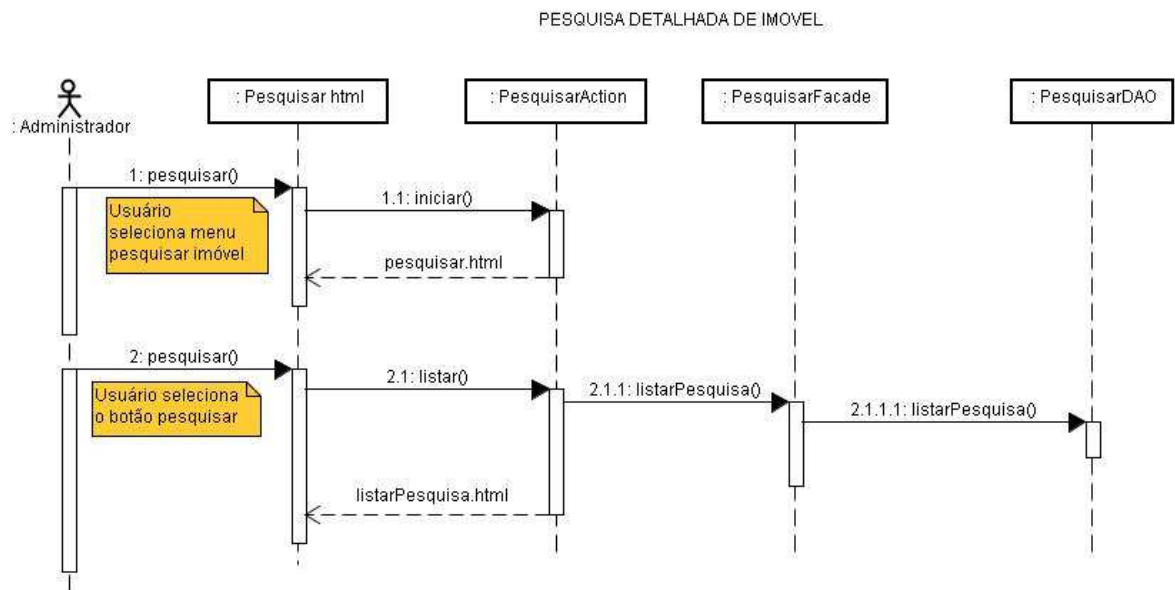 PESQUISA DETALHADA DE IMOVEL
: Administrador
: Pesquisar html
: PesquisarAction
: PesquisarFacade
: PesquisarDAO
1: pesquisar()
Usuário
seleciona menu
pesquisar imóvel
1.1: iniciar()
pesquisar.html
2: pesquisar()
Usuário seleciona
o botão pesquisar
2.1: listar()
2.1.1: listarPesquisa()
2.1.1.1: listarPesquisa()
listarPesquisa.html